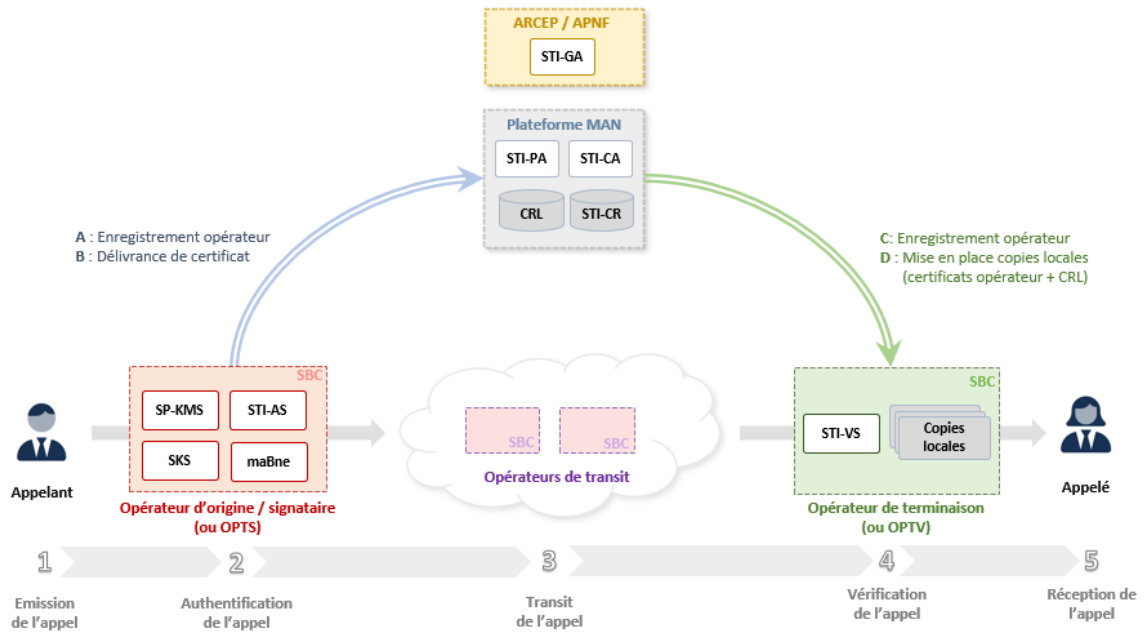 ARCEP / APNF
STI-GA
Plateforme MAN
STI-PA
STI-CA
CRL
STI-CR
A : Enregistrement opérateur
B : Délivrance de certificat
C: Enregistrement opérateur
D : Mise en place copies locales
(certificats opérateur + CRL)
SBC
SP-KMS
STI-AS
SKS
maBne
Appelant
Opérateur d'origine / signataire
(ou OPTS)
SBC
SBC
Opérateurs de transit
SBC
STI-VS
Copies
locales
Opérateur de terminaison
(ou OPTV)
Appelé
1
2
3
4
5
Emission
de l'appel
Authentification
de l'appel
Transit
de l'appel
Vérification
de l'appel
Réception de
l'appel